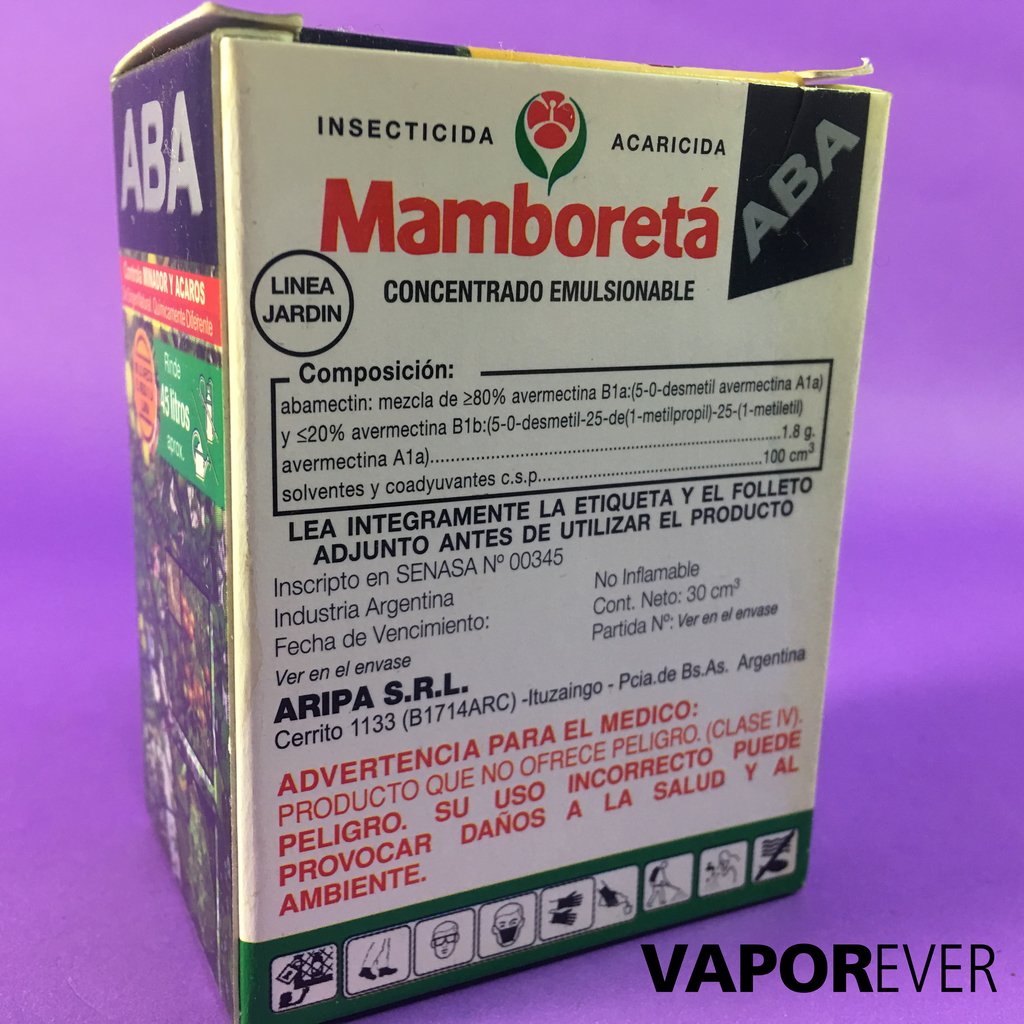 ABA
Controla MINADOR Y ACAROS
Químicamente Diferente
Rinde
45 litros
aprox.
INSECTICIDA ACARICIDA
Mamboretá
ABA
LINEA
JARDIN
CONCENTRADO EMULSIONABLE
Composición:
abamectin: mezcla de ≥80% avermectina B1a:(5-0-desmetil avermectina A1a)
y ≤20% avermectina B1b:(5-0-desmetil-25-de(1-metilpropil)-25-(1-metiletil)
avermectina A1a)....................1.8 g.
solventes y coadyuvantes c.s.p....................100 cm³
LEA INTEGRAMENTE LA ETIQUETA Y EL FOLLETO
ADJUNTO ANTES DE UTILIZAR EL PRODUCTO
Inscripto en SENASA Nº 00345
Industria Argentina
Fecha de Vencimiento:
Ver en el envase
No Inflamable
Cont. Neto: 30 cm³
Partida Nº: Ver en el envase
ARIPA S.R.L.
Cerrito 1133 (B1714ARC) -Ituzaingo - Pcia.de Bs.As. Argentina
ADVERTENCIA PARA EL MEDICO:
PRODUCTO QUE NO OFRECE PELIGRO. (CLASE IV).
PELIGRO. SU USO INCORRECTO PUEDE
PROVOCAR DAÑOS A LA SALUD Y AL
AMBIENTE.
VAPOREVER